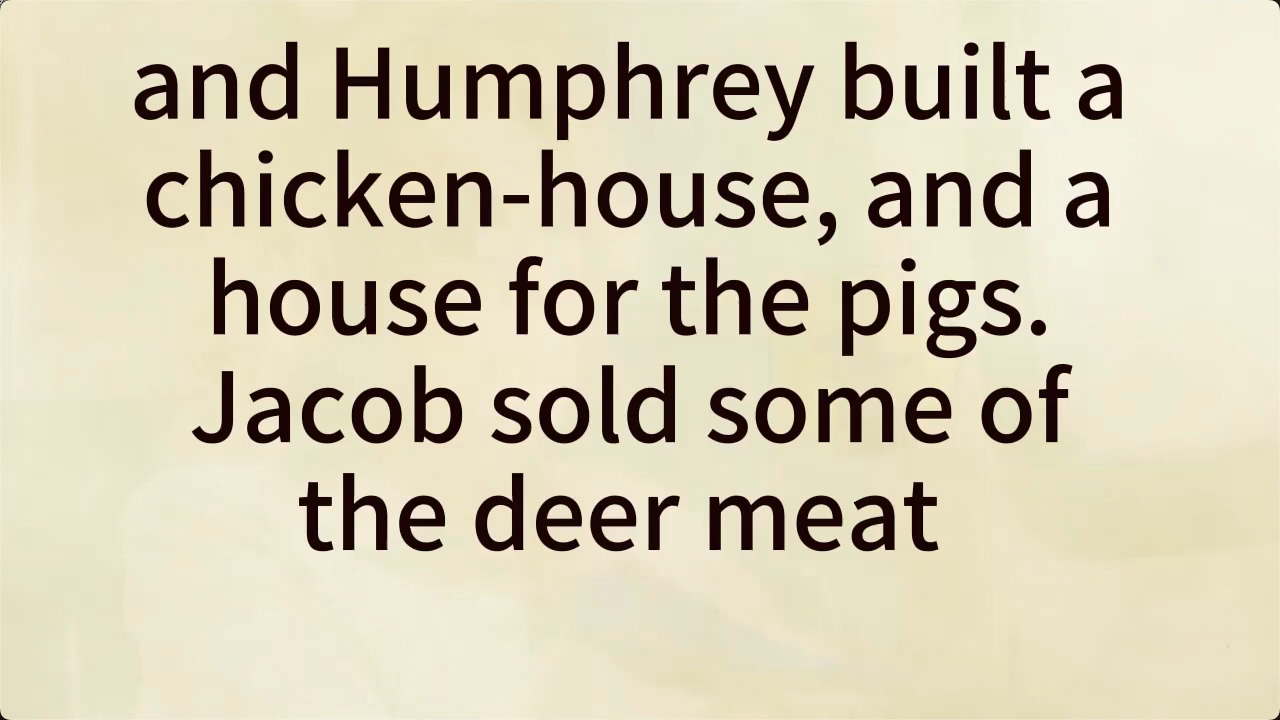 and Humphrey built a
chicken-house, and a
house for the pigs.
Jacob sold some of
the deer meat